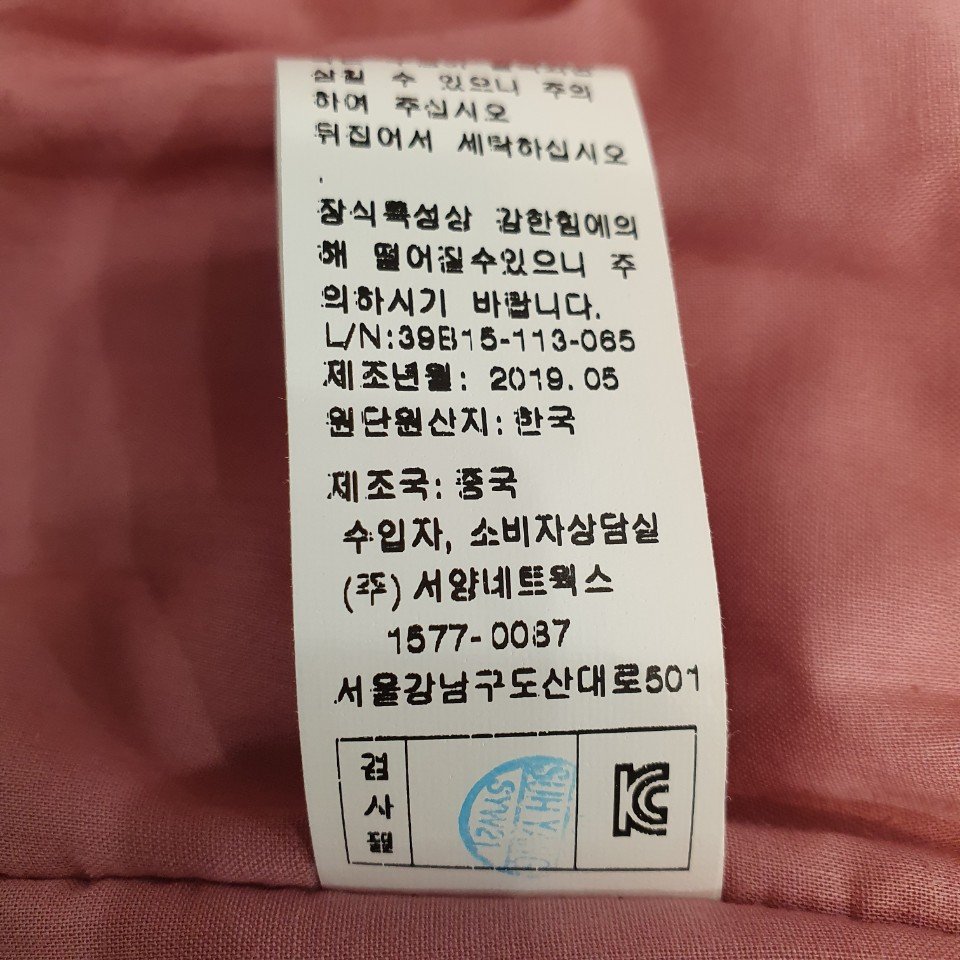 수 있으니 주의
하여 주십시오
뒤집어서 세탁하십시오
.
장식특성상 강한힘에의
해 떨어질수있으니 주
의하시기 바랍니다.
L/N:39B15-113-065
제조년월: 2019.05
원단원산지: 한국
제조국: 중국
수입자, 소비자상담실
(주) 서양네트웍스
1577-0087
서울강남구도산대로501
검사필
KC